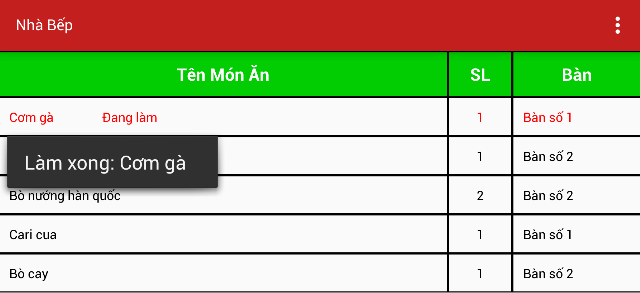 Nhà Bếp
Tên Món Ăn SL Bàn
Cơm gà Đang làm 1 Bàn số 1
Làm xong: Cơm gà
1 Bàn số 2
Bò nướng hàn quốc 2 Bàn số 2
Cari cua 1 Bàn số 1
Bò cay 1 Bàn số 2